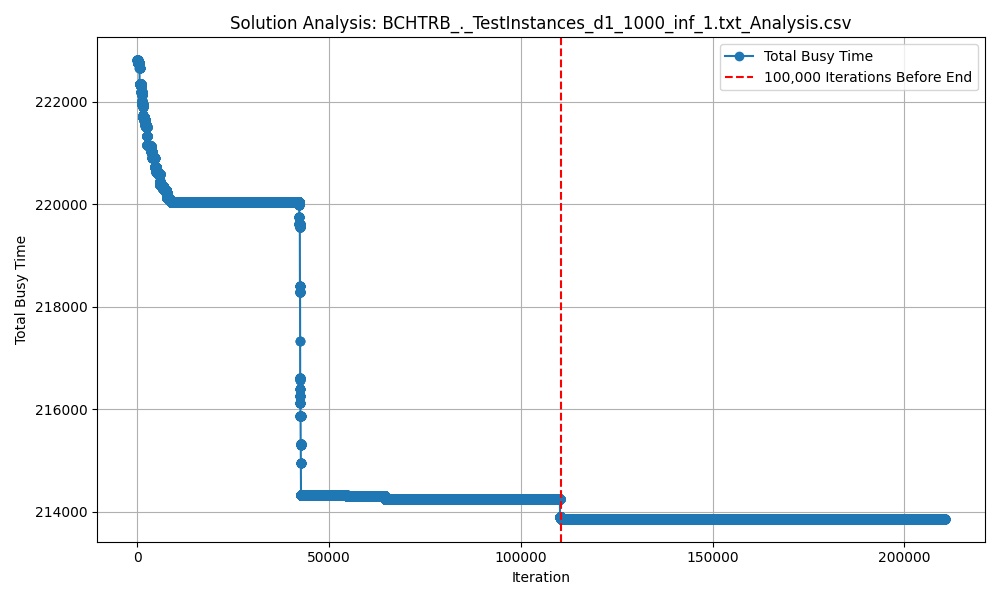 Solution Analysis: BCHTRB_._TestInstances_d1_1000_inf_1.txt_Analysis.csv
Total Busy Time
100,000 Iterations Before End
222000
220000
218000
216000
214000
Total Busy Time
0
50000
100000
150000
200000
Iteration